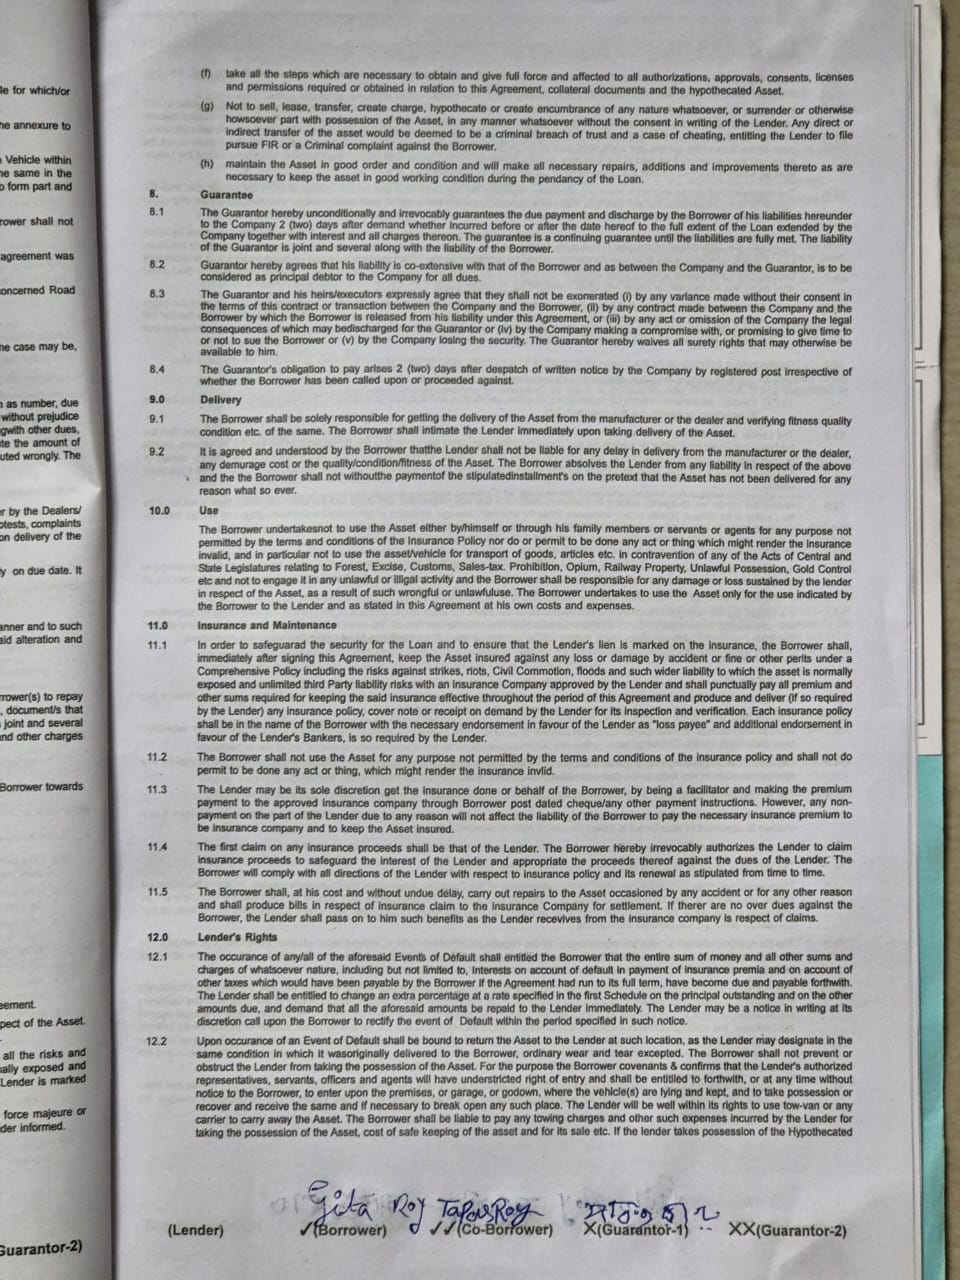 le for which/or
he annexure to
Vehicle within
he same in the
o form part and
rower shall not
agreement was
oncerned Road
he case may be,
as number, due
without prejudice
gwith other dues,
te the amount of
uted wrongly. The
er by the Dealers/
otests, complaints
on delivery of the
y on due date. It
anner and to such
aid alteration and
rrower(s) to repay
, document/s that
joint and several
nd other charges
Borrower towards
eement.
pect of the Asset.
all the risks and
ually exposed and
Lender is marked
force majeure or
der informed.
Guarantor-2)
(f) take all the steps which are necessary to obtain and give full force and affected to all authorizations, approvals, consents, licenses
and permissions required or obtained in relation to this Agreement, collateral documents and the hypothecated Asset.
(g) Not to sell, lease, transfer, create charge, hypothecate or create encumbrance of any nature whatsoever, or surrender or otherwise
howsoever part with possession of the Asset, in any manner whatsoever without the consent in writing of the Lender. Any direct or
indirect transfer of the asset would be deemed to be a criminal breach of trust and a case of cheating, entitling the Lender to file
pursue FIR or a Criminal complaint against the Borrower.
(h) maintain the Asset in good order and condition and will make all necessary repairs, additions and improvements thereto as are
necessary to keep the asset in good working condition during the pendancy of the Loan.
8. Guarantee
8.1 The Guarantor hereby unconditionally and irrevocably guarantees the due payment and discharge by the Borrower of his liabilities hereunder
to the Company 2 (two) days after demand whether incurred before or after the date hereof to the full extent of the Loan extended by the
Company together with interest and all charges thereon. The guarantee is a continuing guarantee until the liabilities are fully met. The liability
of the Guarantor is joint and several along with the liability of the Borrower.
8.2 Guarantor hereby agrees that his liability is co-extensive with that of the Borrower and as between the Company and the Guarantor, is to be
considered as principal debtor to the Company for all dues.
8.3 The Guarantor and his heirs/executors expressly agree that they shall not be exonerated (i) by any variance made without their consent in
the terms of this contract or transaction between the Company and the Borrower, (ii) by any contract made between the Company and the
Borrower by which the Borrower is released from his liability under this Agreement, or (iii) by any act or omission of the Company the legal
consequences of which may bedischarged for the Guarantor or (iv) by the Company making a compromise with, or promising to give time to
or not to sue the Borrower or (v) by the Company losing the security. The Guarantor hereby waives all surety rights that may otherwise be
available to him.
8.4 The Guarantor's obligation to pay arises 2 (two) days after despatch of written notice by the Company by registered post irrespective of
whether the Borrower has been called upon or proceeded against.
9.0 Delivery
9.1 The Borrower shall be solely responsible for getting the delivery of the Asset from the manufacturer or the dealer and verifying fitness quality
condition etc. of the same. The Borrower shall intimate the Lender immediately upon taking delivery of the Asset.
9.2 It is agreed and understood by the Borrower thatthe Lender shall not be liable for any delay in delivery from the manufacturer or the dealer,
any demurage cost or the quality/condition/fitness of the Asset. The Borrower absolves the Lender from any liability in respect of the above
and the the Borrower shall not withoutthe paymentof the stipulatedinstallment's on the pretext that the Asset has not been delivered for any
reason what so ever.
10.0 Use
The Borrower undertakesnot to use the Asset either by/himself or through his family members or servants or agents for any purpose not
permitted by the terms and conditions of the Insurance Policy nor do or permit to be done any act or thing which might render the insurance
invalid, and in particular not to use the asset/vehicle for transport of goods, articles etc. in contravention of any of the Acts of Central and
State Legislatures relating to Forest, Excise, Customs, Sales-tax. Prohibition, Opium, Railway Property, Unlawful Possession, Gold Control
etc and not to engage it in any unlawful or illigal activity and the Borrower shall be responsible for any damage or loss sustained by the lender
in respect of the Asset, as a result of such wrongful or unlawfuluse. The Borrower undertakes to use the Asset only for the use indicated by
the Borrower to the Lender and as stated in this Agreement at his own costs and expenses.
11.0 Insurance and Maintenance
11.1 In order to safeguarad the security for the Loan and to ensure that the Lender's lien is marked on the insurance, the Borrower shall,
immediately after signing this Agreement, keep the Asset insured against any loss or damage by accident or fine or other perits under a
Comprehensive Policy including the risks against strikes, riots, Civil Commotion, floods and such wider liability to which the asset is normally
exposed and unlimited third Party liability risks with an Insurance Company approved by the Lender and shall punctually pay all premium and
other sums required for keeping the said insurance effective throughout the period of this Agreement and produce and deliver (if so required
by the Lender) any insurance policy, cover note or receipt on demand by the Lender for its inspection and verification. Each insurance policy
shall be in the name of the Borrower with the necessary endorsement in favour of the Lender as "loss payee" and additional endorsement in
favour of the Lender's Bankers, is so required by the Lender.
11.2 The Borrower shall not use the Asset for any purpose not permitted by the terms and conditions of the insurance policy and shall not do
permit to be done any act or thing, which might render the insurance invlid.
11.3 The Lender may be its sole discretion get the insurance done or behalf of the Borrower, by being a facilitator and making the premium
payment to the approved insurance company through Borrower post dated cheque/any other payment instructions. However, any non-
payment on the part of the Lender due to any reason will not affect the liability of the Borrower to pay the necessary insurance premium to
be insurance company and to keep the Asset insured.
11.4 The first claim on any insurance proceeds shall be that of the Lender. The Borrower hereby irrevocably authorizes the Lender to claim
insurance proceeds to safeguard the interest of the Lender and appropriate the proceeds thereof against the dues of the Lender. The
Borrower will comply with all directions of the Lender with respect to insurance policy and its renewal as stipulated from time to time.
11.5 The Borrower shall, at his cost and without undue delay, carry out repairs to the Asset occasioned by any accident or for any other reason
and shall produce bills in respect of insurance claim to the Insurance Company for settlement. If therer are no over dues against the
Borrower, the Lender shall pass on to him such benefits as the Lender recevives from the insurance company is respect of claims.
12.0 Lender's Rights
12.1 The occurance of any/all of the aforesaid Events of Default shall entitled the Borrower that the entire sum of money and all other sums and
charges of whatsoever nature, including but not limited to, Interests on account of default in payment of insurance premia and on account of
other taxes which would have been payable by the Borrower if the Agreement had run to its full term, have become due and payable forthwith.
The Lender shall be entitlied to change an extra percentage at a rate specified in the first Schedule on the principal outstanding and on the other
amounts due, and demand that all the aforesaid amounts be repaid to the Lender immediately. The Lender may be a notice in writing at its
discretion call upon the Borrower to rectify the event of Default within the period specified in such notice.
12.2 Upon occurance of an Event of Default shall be bound to return the Asset to the Lender at such location, as the Lender may designate in the
same condition in which it wasoriginally delivered to the Borrower, ordinary wear and tear excepted. The Borrower shall not prevent or
obstruct the Lender from taking the possession of the Asset. For the purpose the Borrower covenants & confirms that the Lender's authorized
representatives, servants, officers and agents will have understricted right of entry and shall be entitlied to forthwith, or at any time without
notice to the Borrower, to enter upon the premises, or garage, or godown, where the vehicle(s) are lying and kept, and to take possession or
recover and receive the same and if necessary to break open any such place. The Lender will be well within its rights to use tow-van or any
carrier to carry away the Asset. The Borrower shall be liable to pay any towing charges and other such expenses incurred by the Lender for
taking the possession of the Asset, cost of safe keeping of the asset and for its sale etc. If the lender takes possession of the Hypothecated
Gita Roy Tapas Roy
(Lender) ✓(Borrower) ✓✓(Co-Borrower) X(Guarantor-1) XX(Guarantor-2)